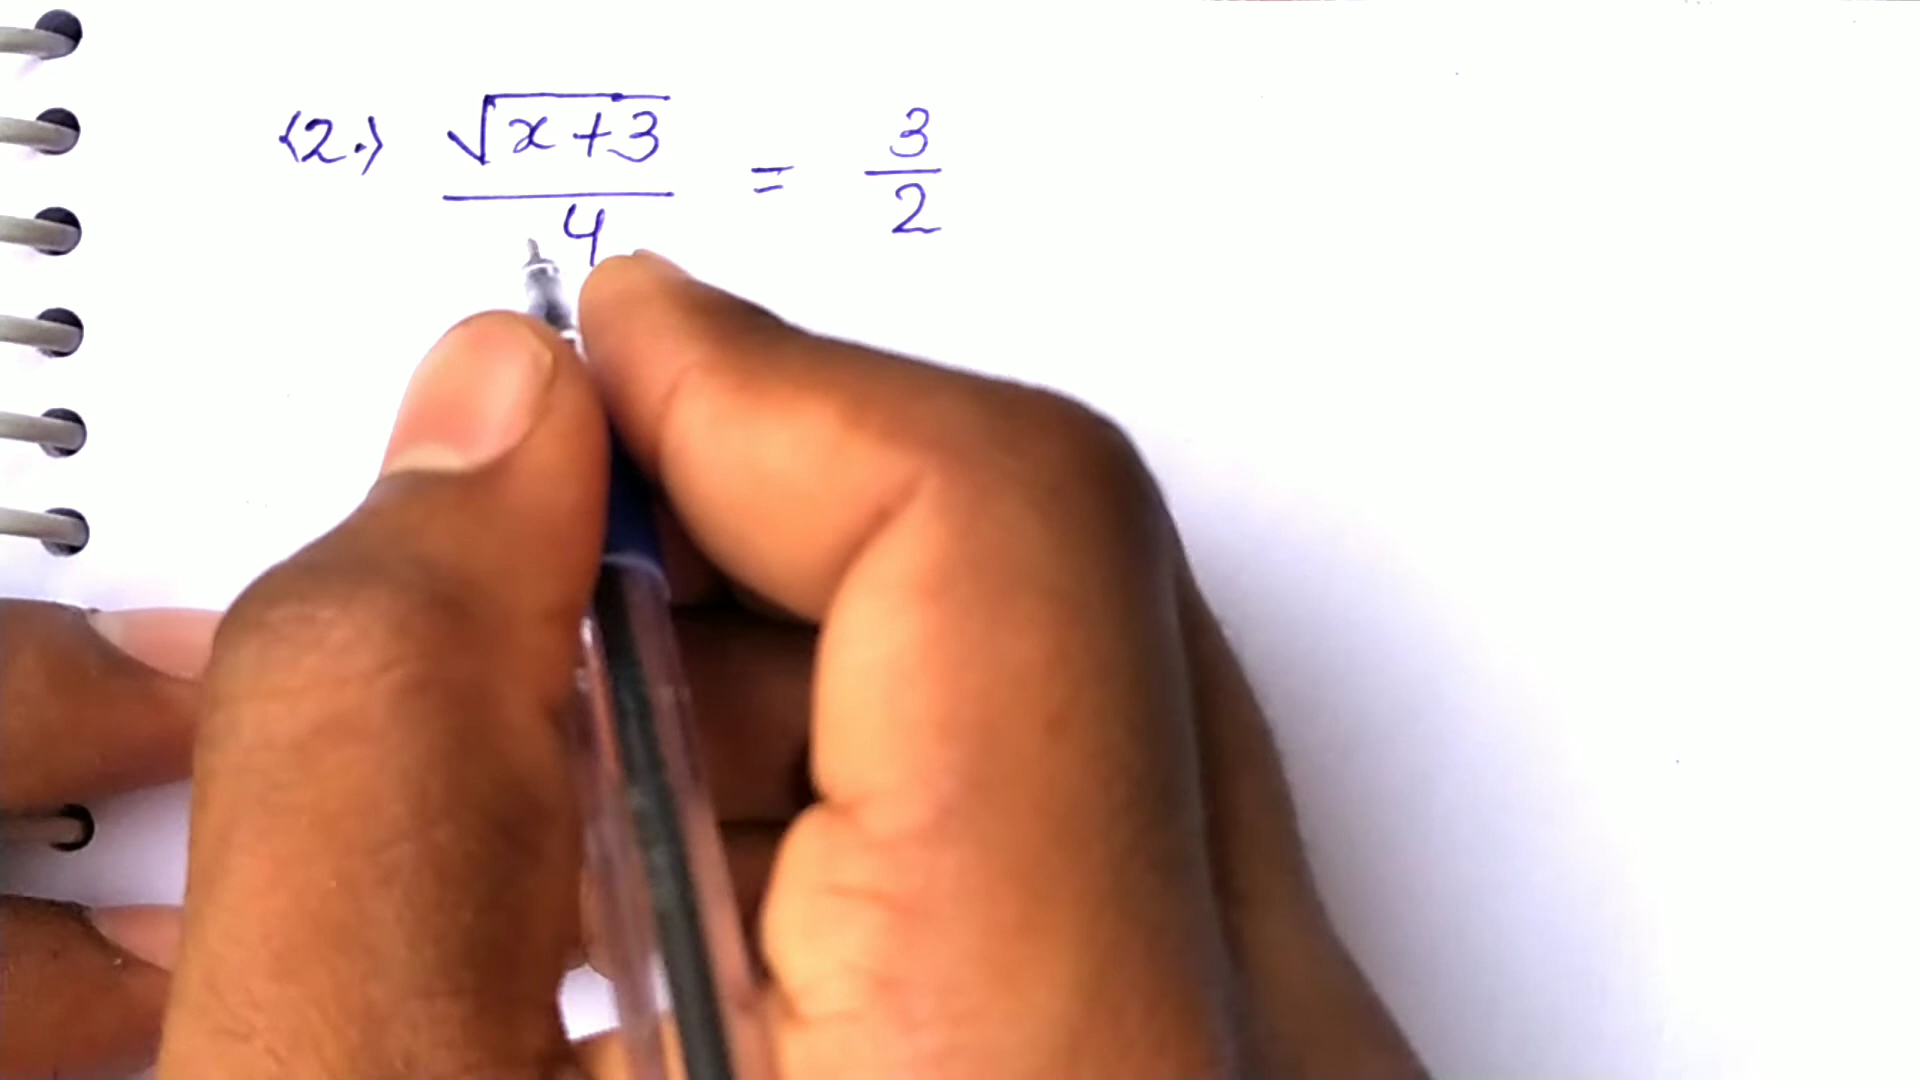 (2.) √x+3/4 = 3/2